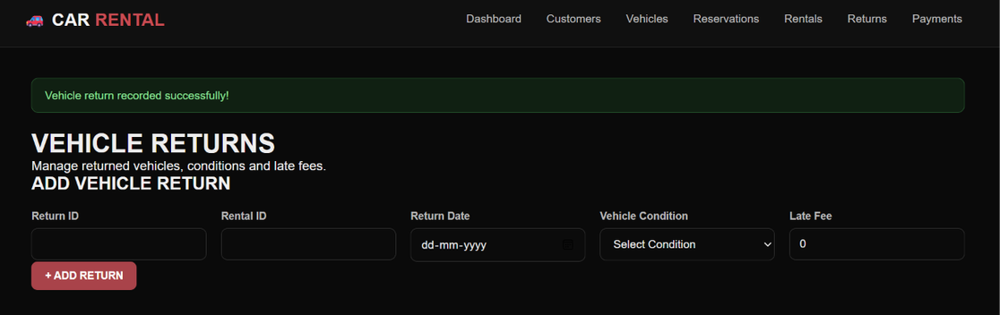 CAR RENTAL
Dashboard Customers Vehicles Reservations Rentals Returns Payments
Vehicle return recorded successfully!
VEHICLE RETURNS
Manage returned vehicles, conditions and late fees.
ADD VEHICLE RETURN
Return ID Rental ID Return Date Vehicle Condition Late Fee
dd-mm-yyyy Select Condition 0
+ ADD RETURN